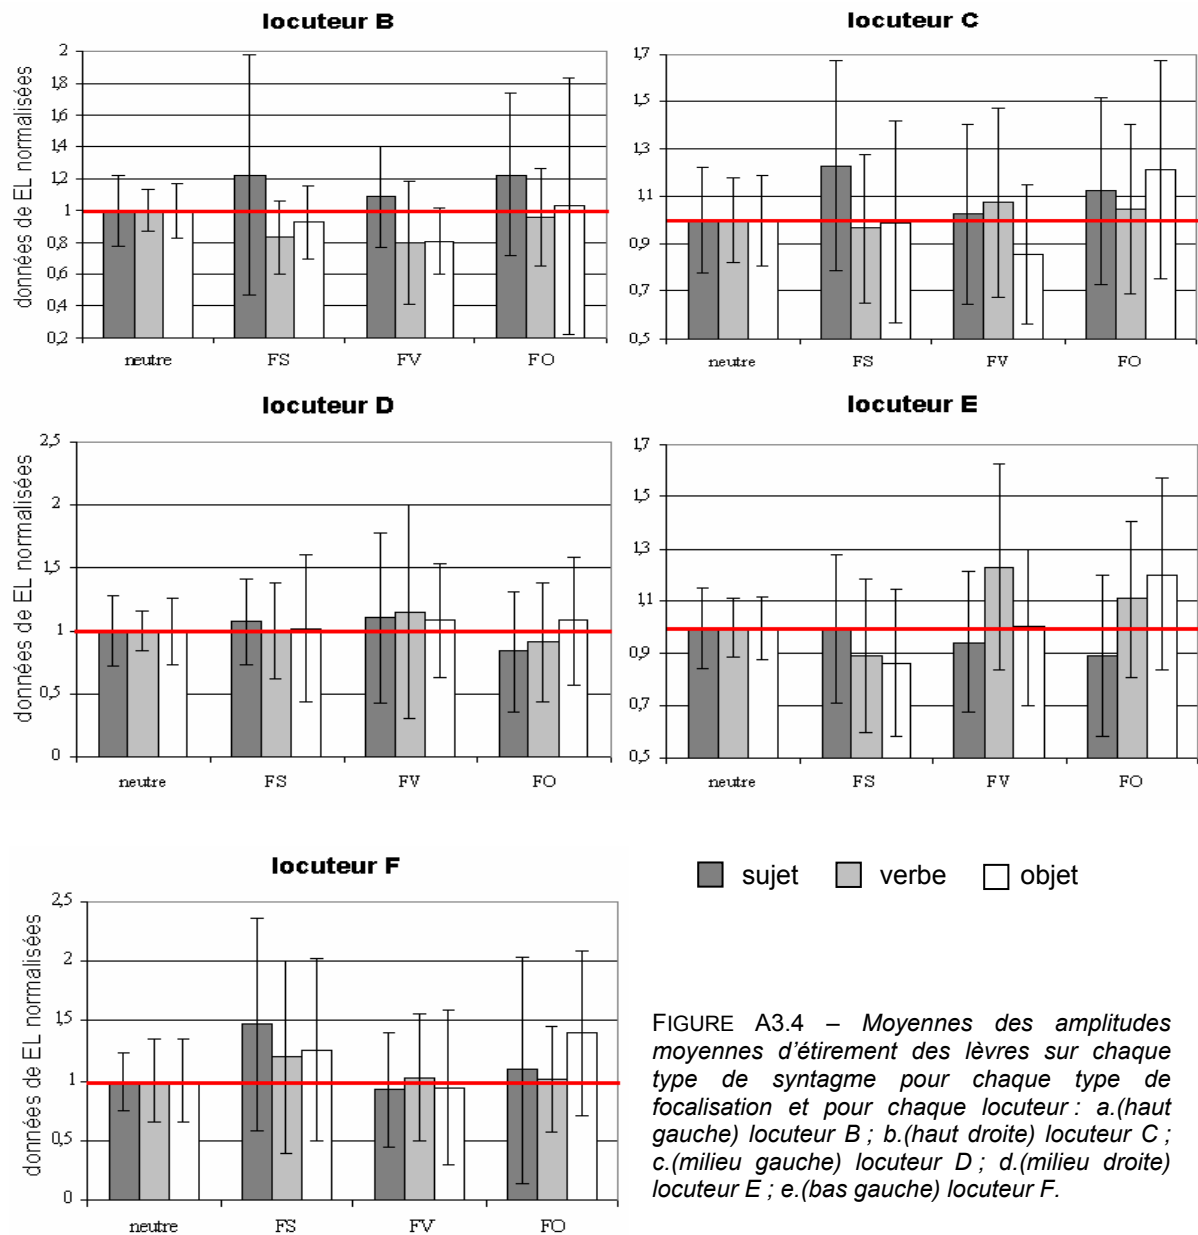 locuteur B
données de EL normalisées
2
1,8
1,6
1,4
1,2
1
0,8
0,6
0,4
0,2
neutre FS FV FO
locuteur C
1,7
1,5
1,3
1,1
0,9
0,7
0,5
neutre FS FV FO
locuteur D
données de EL normalisées
2,5
2
1,5
1
0,5
0
neutre FS FV FO
locuteur E
1,7
1,5
1,3
1,1
0,9
0,7
0,5
neutre FS FV FO
locuteur F
données de EL normalisées
2,5
2
1,5
1
0,5
0
neutre FS FV FO
sujet verbe objet
FIGURE A3.4 – Moyennes des amplitudes
moyennes d'étirement des lèvres sur chaque
type de syntagme pour chaque type de
focalisation et pour chaque locuteur : a.(haut
gauche) locuteur B ; b.(haut droite) locuteur C ;
c.(milieu gauche) locuteur D ; d.(milieu droite)
locuteur E ; e.(bas gauche) locuteur F.